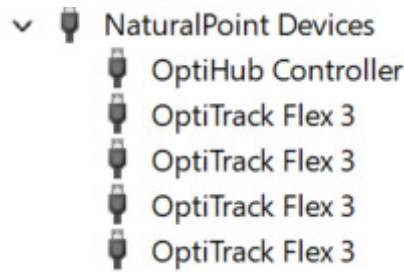 NaturalPoint Devices
OptiHub Controller
OptiTrack Flex 3
OptiTrack Flex 3
OptiTrack Flex 3
OptiTrack Flex 3